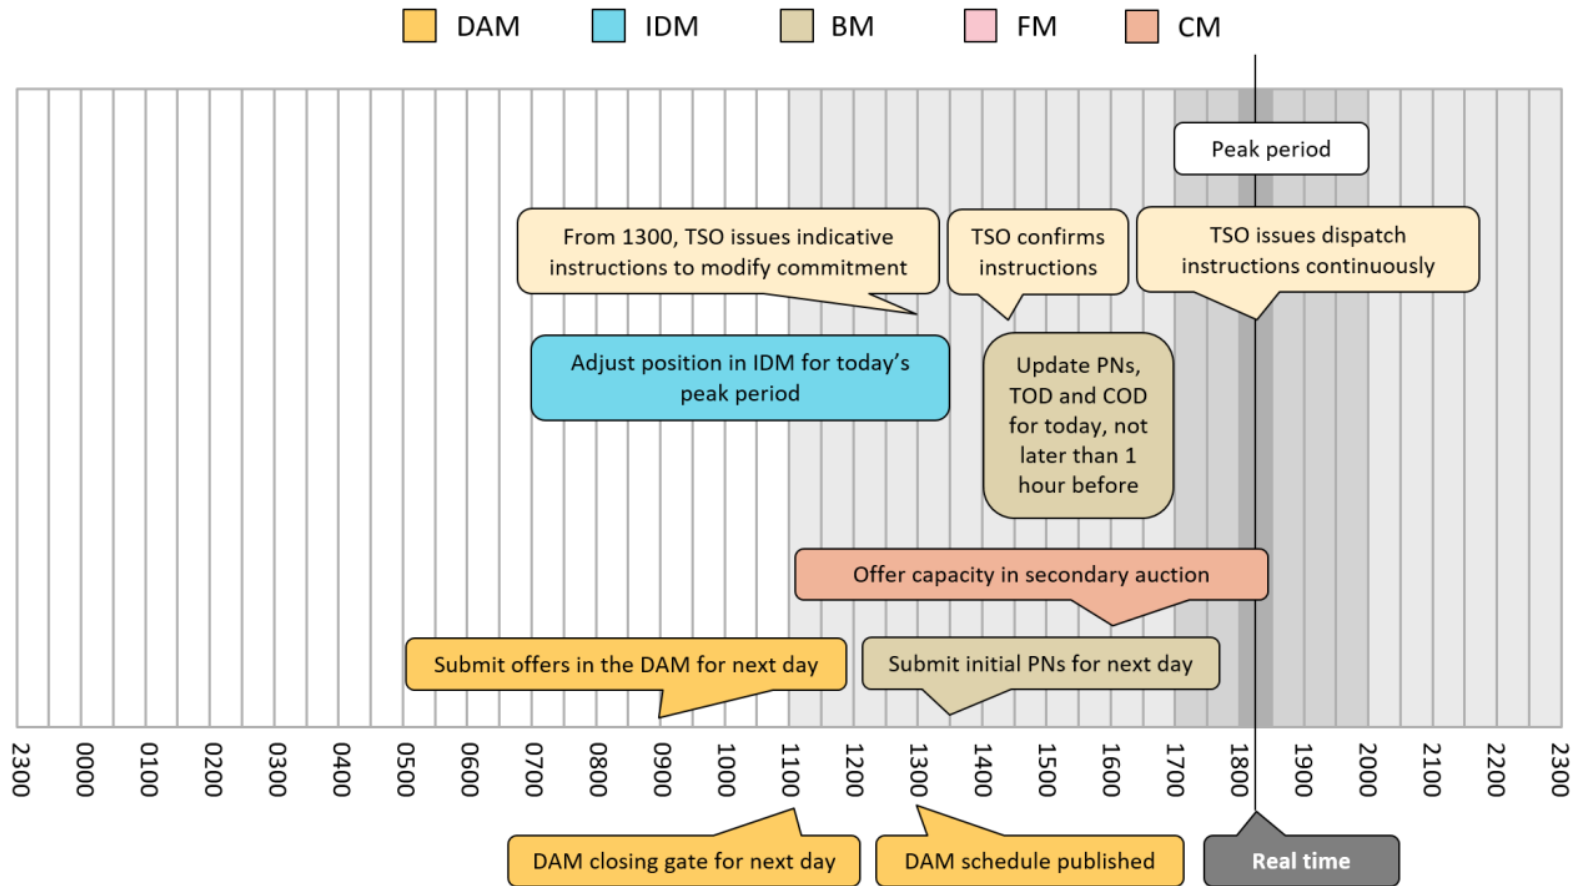 DAM
IDM
BM
FM
CM
Peak period
From 1300, TSO issues indicative
instructions to modify commitment
TSO confirms
instructions
TSO issues dispatch
instructions continuously
Adjust position in IDM for today’s
peak period
Update PNs,
TOD and COD
for today, not
later than 1
hour before
Offer capacity in secondary auction
Submit offers in the DAM for next day
Submit initial PNs for next day
2300
0000
0100
0200
0300
0400
0500
0600
0700
0800
0900
1000
1100
1200
1300
1400
1500
1600
1700
1800
1900
2000
2100
2200
2300
DAM closing gate for next day
DAM schedule published
Real time